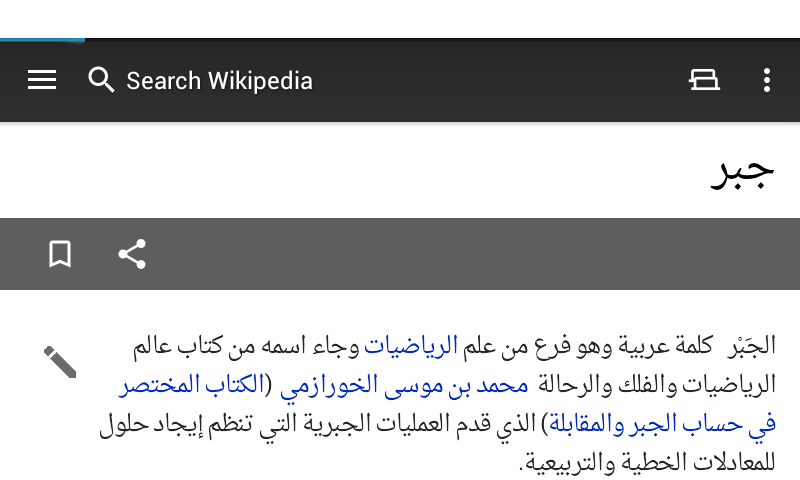 Search Wikipedia
جبر
الجَبْر كلمة عربية وهو فرع من علم الرياضيات وجاء اسمه من كتاب عالم
الرياضيات والفلك والرحالة محمد بن موسى الخورازمي (الكتاب المختصر
في حساب الجبر والمقابلة) الذي قدم العمليات الجبرية التي تنظم إيجاد حلول
للمعادلات الخطية والتربيعية.